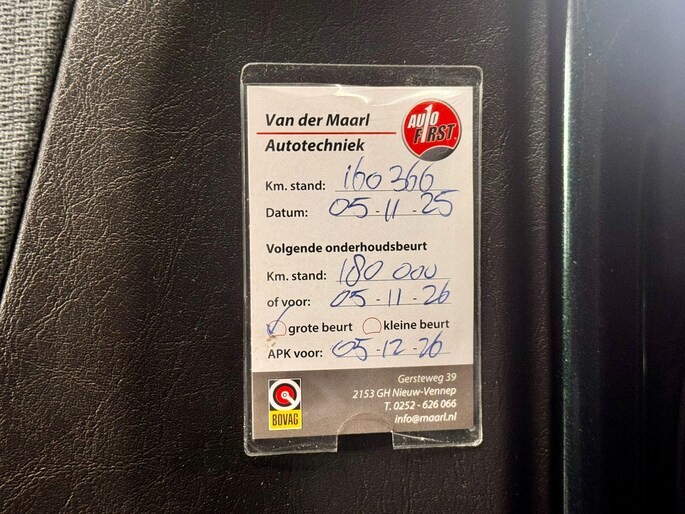 Van der Maarl
Autotechniek
AUTO FIRST
Km. stand: 160 366
Datum: 05-11-25
Volgende onderhoudsbeurt
Km. stand: 180 000
of voor: 05-11-26
grote beurt kleine beurt
APK voor: 05-12-26
Gersteweg 39
2153 GH Nieuw-Vennep
T. 0252 - 626 066
info@maarl.nl
BOVAG